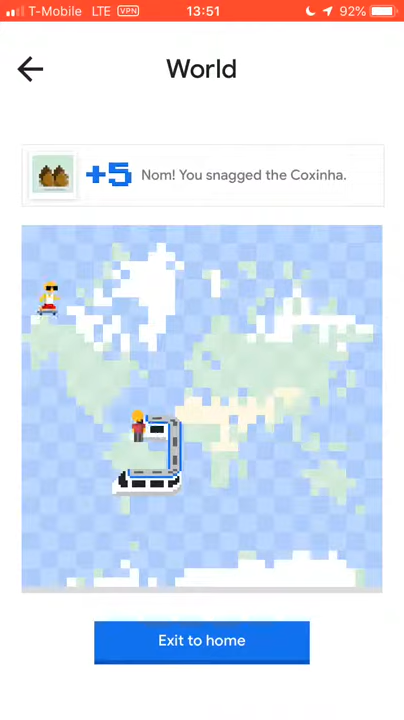 T-Mobile LTE VPN 13:51 92%
World
+5 Nom! You snagged the Coxinha.
Exit to home